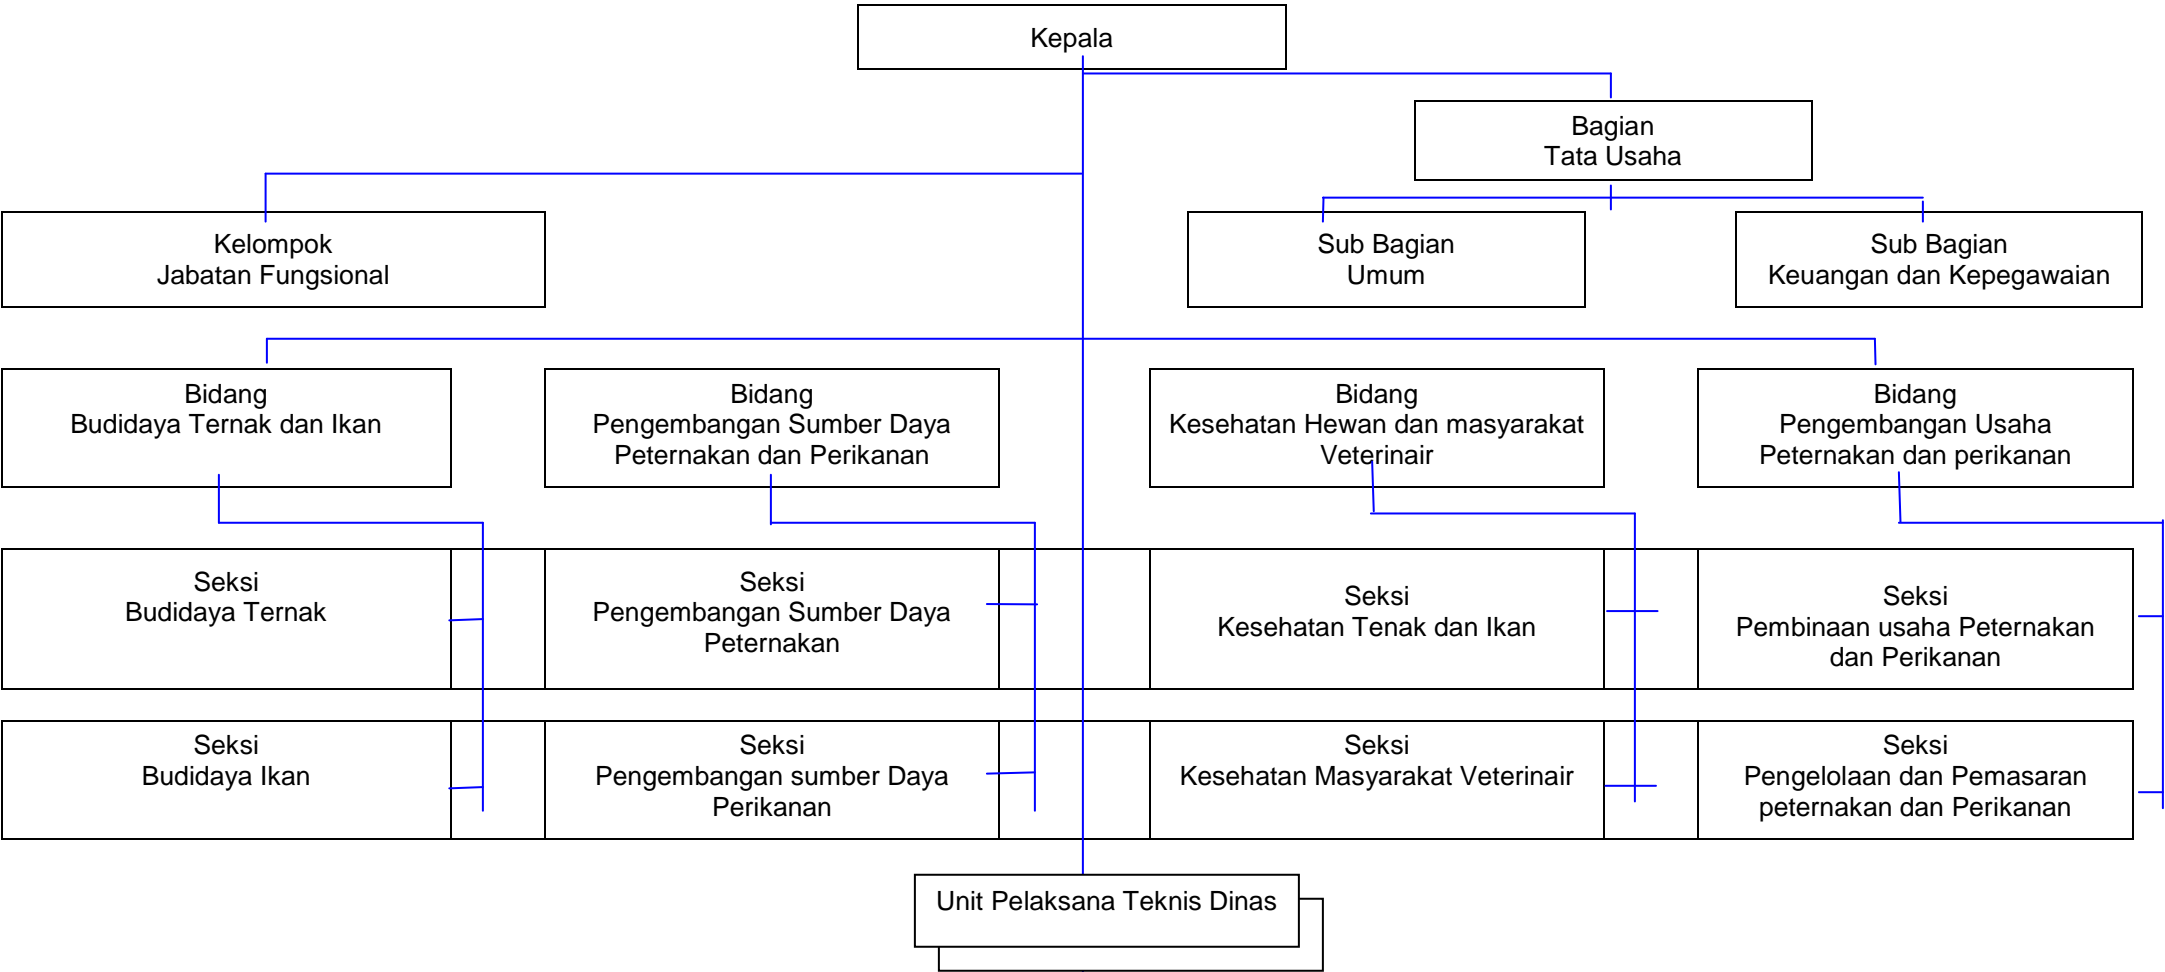 Kepala
Bagian
Tata Usaha
Kelompok
Jabatan Fungsional
Sub Bagian
Umum
Sub Bagian
Keuangan dan Kepegawaian
Bidang
Budidaya Ternak dan Ikan
Bidang
Pengembangan Sumber Daya
Peternakan dan Perikanan
Bidang
Kesehatan Hewan dan masyarakat
Veterinair
Bidang
Pengembangan Usaha
Peternakan dan perikanan
Seksi
Budidaya Ternak
Seksi
Pengembangan Sumber Daya
Peternakan
Seksi
Kesehatan Tenak dan Ikan
Seksi
Pembinaan usaha Peternakan
dan Perikanan
Seksi
Budidaya Ikan
Seksi
Pengembangan sumber Daya
Perikanan
Seksi
Kesehatan Masyarakat Veterinair
Seksi
Pengelolaan dan Pemasaran
peternakan dan Perikanan
Unit Pelaksana Teknis Dinas